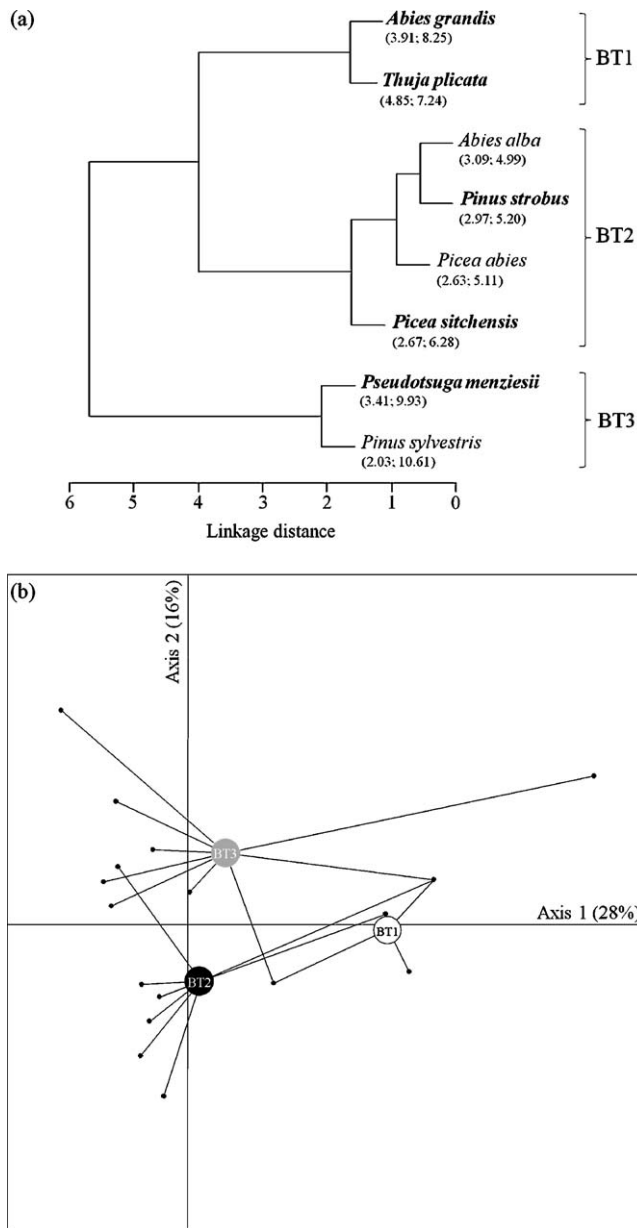 (a)
Abies grandis
(3.91; 8.25)
BT1
Thuja plicata
(4.85; 7.24)
Abies alba
(3.09; 4.99)
Pinus strobus
(2.97; 5.20)
BT2
Picea abies
(2.63; 5.11)
Picea sitchensis
(2.67; 6.28)
Pseudotsuga menziesii
(3.41; 9.93)
BT3
Pinus sylvestris
(2.03; 10.61)
6 5 4 3 2 1 0
Linkage distance
(b)
Axis 2 (16%)
BT3
Axis 1 (28%)
BT1
BT2